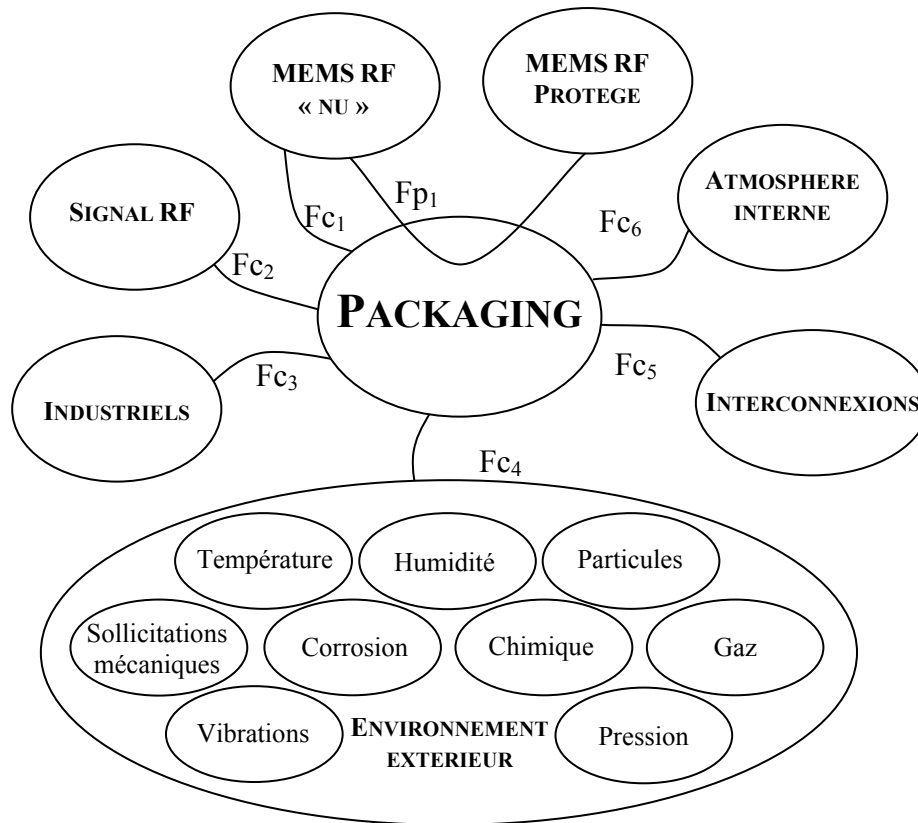 MEMS RF
« NU »
MEMS RF
PROTEGE
SIGNAL RF
ATMOSPHERE
INTERNE
Fc₁
Fp₁
Fc₆
Fc₂
PACKAGING
Fc₃
Fc₅
INDUSTRIELS
INTERCONNEXIONS
Fc₄
Température
Humidité
Particules
Sollicitations
mécaniques
Corrosion
Chimique
Gaz
Vibrations
ENVIRONNEMENT
EXTERIEUR
Pression